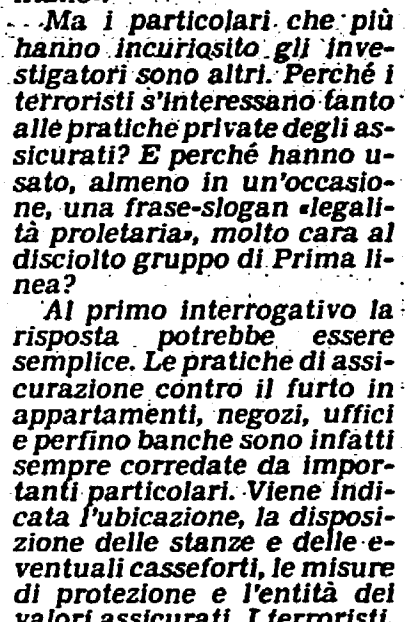 Ma i particolari che più
hanno incuriosito gli inve-
stigatori sono altri. Perché i
terroristi s'interessano tanto
alle pratiche private degli as-
sicurati? E perché hanno u-
sato, almeno in un'occasio-
ne, una frase-slogan «legali-
tà proletaria», molto cara al
disciolto gruppo di Prima li-
nea?
Al primo interrogativo la
risposta potrebbe essere
semplice. Le pratiche di assi-
curazione contro il furto in
appartamenti, negozi, uffici
e perfino banche sono infatti
sempre corredate da impor-
tanti particolari. Viene indi-
cata l'ubicazione, la disposi-
zione delle stanze e delle e-
ventuali casseforti, le misure
di protezione e l'entità dei
valori assicurati. I terroristi,